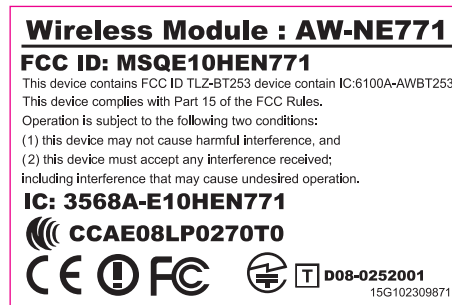 Wireless Module : AW-NE771
FCC ID: MSQE10HEN771
This device contains FCC ID TLZ-BT253 device contain IC:6100A-AWBT253
This device complies with Part 15 of the FCC Rules.
Operation is subject to the following two conditions:
(1) this device may not cause harmful interference, and
(2) this device must accept any interference received;
including interference that may cause undesired operation.
IC: 3568A-E10HEN771
CCAE08LP0270T0
CE FC T D08-0252001
15G102309871